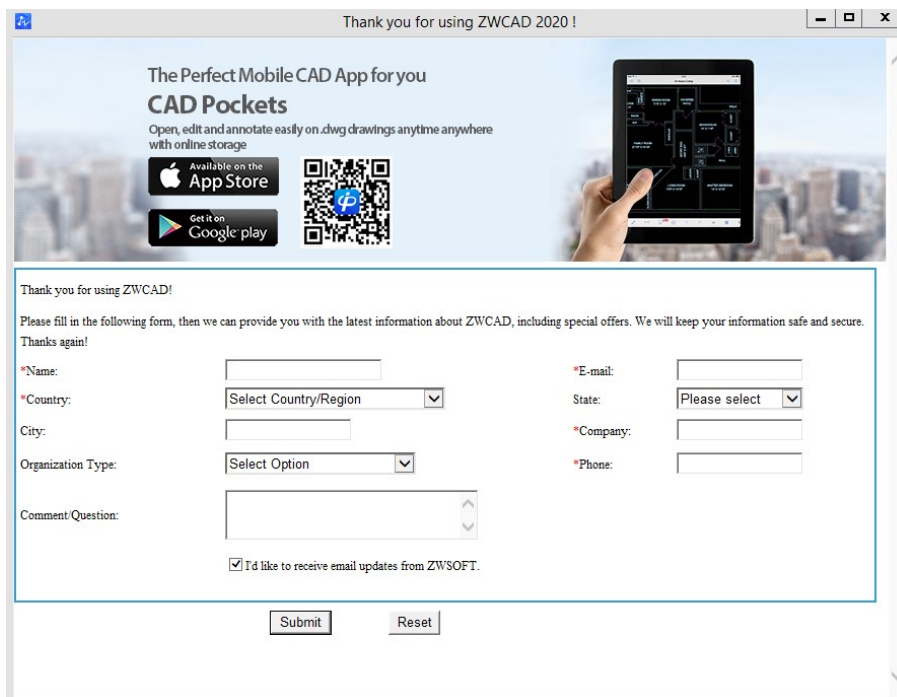 Thank you for using ZWCAD 2020 !
The Perfect Mobile CAD App for you
CAD Pockets
Open, edit and annotate easily on .dwg drawings anytime anywhere
with online storage
Available on the
App Store
Get it on
Google play
Thank you for using ZWCAD!
Please fill in the following form, then we can provide you with the latest information about ZWCAD, including special offers. We will keep your information safe and secure.
Thanks again!
*Name:
*E-mail:
*Country:
Select Country/Region
State:
Please select
City:
*Company:
Organization Type:
Select Option
*Phone:
Comment/Question:
I'd like to receive email updates from ZWSOFT.
Submit
Reset